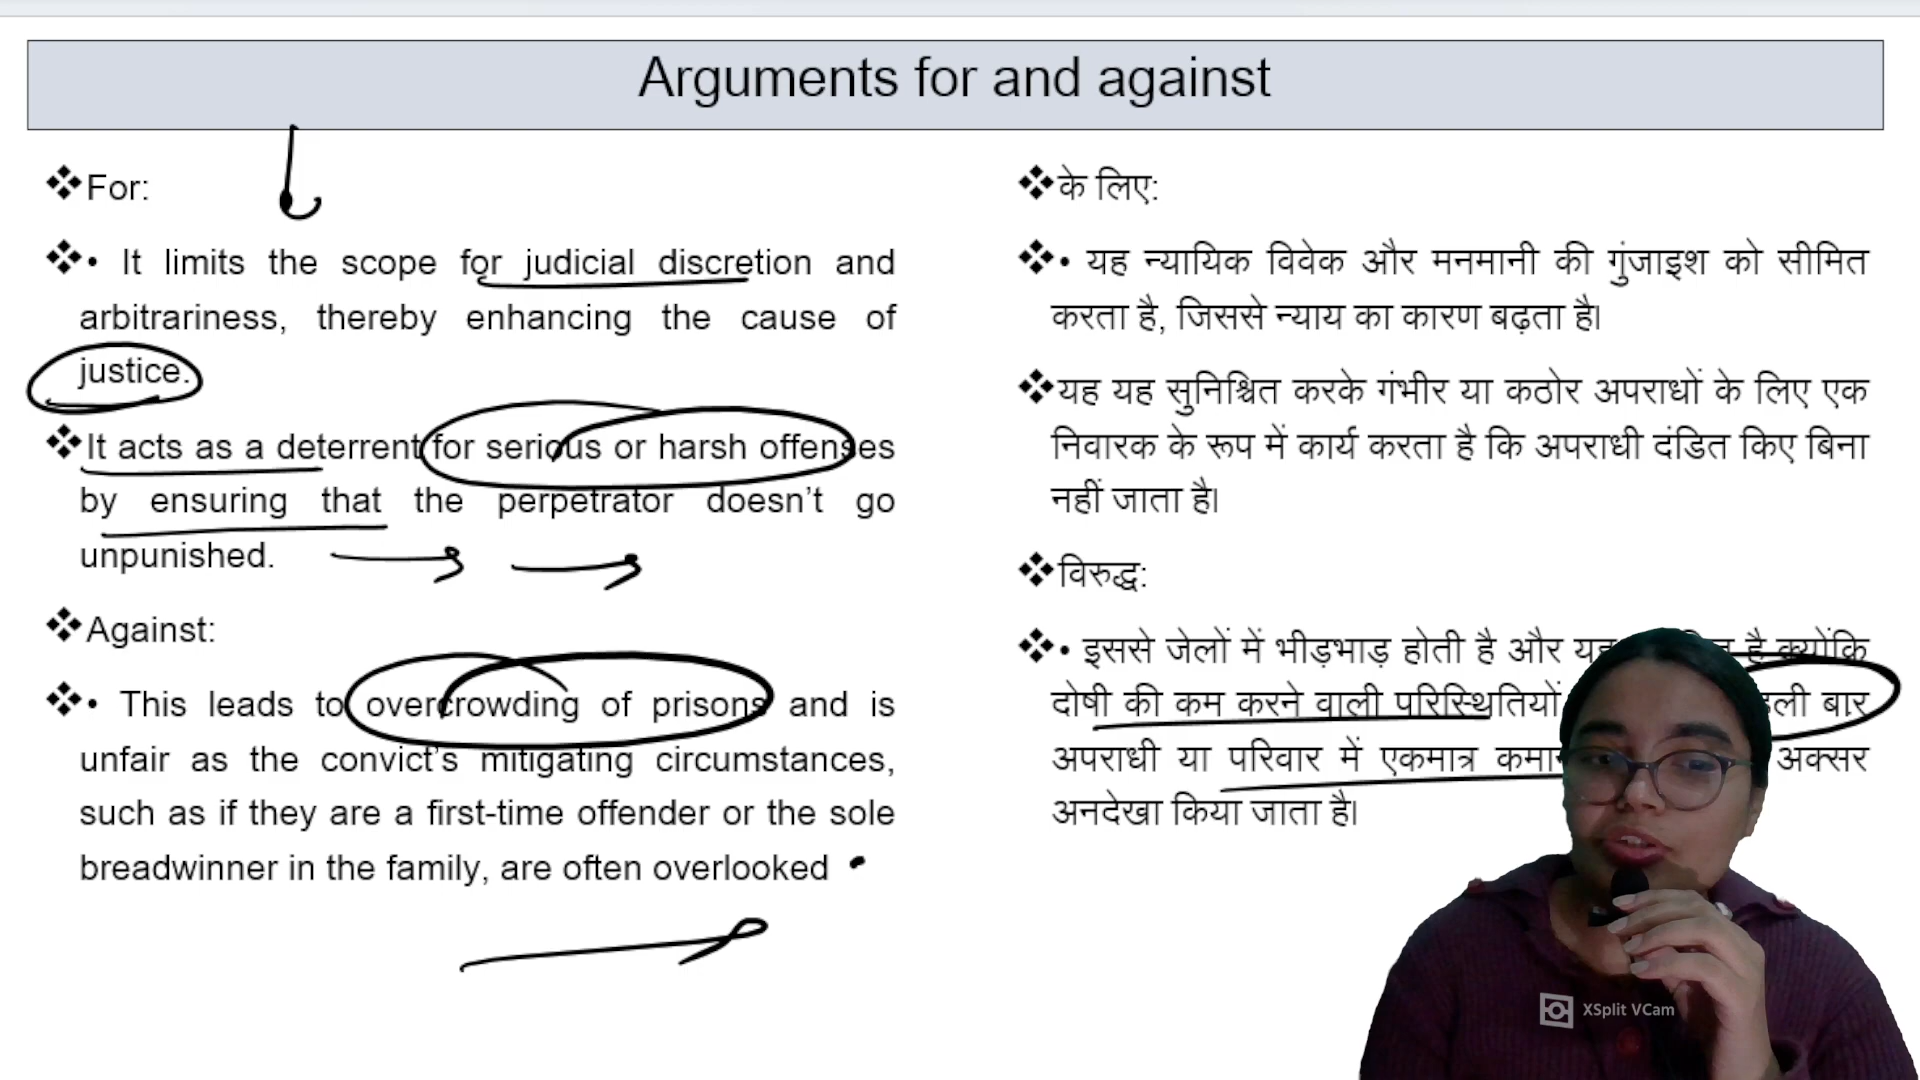 Arguments for and against
For:
• It limits the scope for judicial discretion and
arbitrariness, thereby enhancing the cause of
justice.
It acts as a deterrent for serious or harsh offenses
by ensuring that the perpetrator doesn’t go
unpunished.
Against:
• This leads to overcrowding of prisons and is
unfair as the convict’s mitigating circumstances,
such as if they are a first-time offender or the sole
breadwinner in the family, are often overlooked
के लिए:
• यह न्यायिक विवेक और मनमानी की गुंजाइश को सीमित
करता है, जिससे न्याय का कारण बढ़ता है।
यह यह सुनिश्चित करके गंभीर या कठोर अपराधों के लिए एक
निवारक के रूप में कार्य करता है कि अपराधी दंडित किए बिना
नहीं जाता है।
विरुद्ध:
• इससे जेलों में भीड़भाड़ होती है और है क्योंकि
दोषी की कम करने वाली परिस्थितियों बार
अपराधी या परिवार में एकमात्र अक्सर
अनदेखा किया जाता है।
XSplit VCam